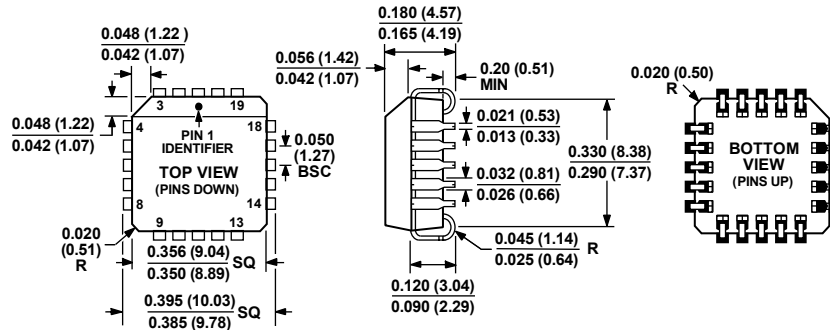 0.048 (1.22 )
0.042 (1.07)
0.048 (1.22)
0.042 (1.07)
3
19
4
18
PIN 1
IDENTIFIER
TOP VIEW
(PINS DOWN)
0.050
(1.27)
BSC
8
14
9
13
0.020
(0.51)
R
0.356 (9.04)
0.350 (8.89)
SQ
0.395 (10.03)
0.385 (9.78)
SQ
0.180 (4.57)
0.165 (4.19)
0.056 (1.42)
0.042 (1.07)
0.20 (0.51)
MIN
0.021 (0.53)
0.013 (0.33)
0.032 (0.81)
0.026 (0.66)
0.330 (8.38)
0.290 (7.37)
0.045 (1.14)
0.025 (0.64)
R
0.120 (3.04)
0.090 (2.29)
0.020 (0.50)
R
BOTTOM
VIEW
(PINS UP)